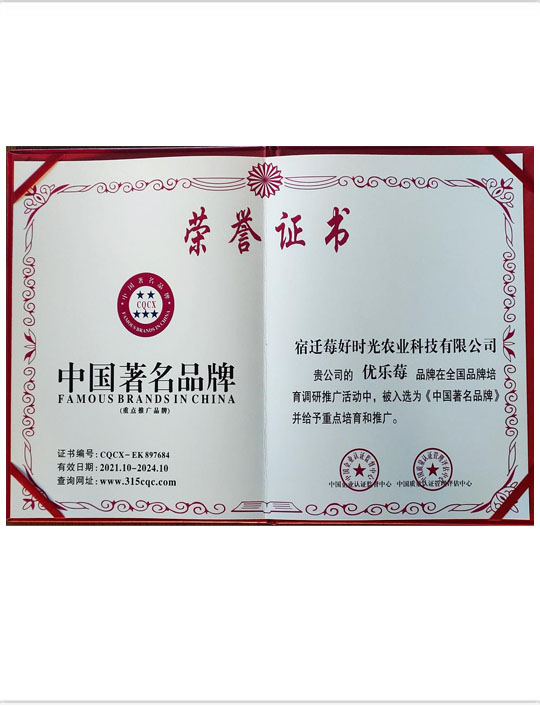 荣誉证书
中国著名品牌
CQCX
FAMOUS BRANDS IN CHINA
中国著名品牌
FAMOUS BRANDS IN CHINA
(重点推广品牌)
证书编号: CQCX-EK 897684
有效日期: 2021.10-2024.10
查询网址: www.315cqc.com
宿迁莓好时光农业科技有限公司
贵公司的 优乐莓 品牌在全国品牌培
育调研推广活动中，被入选为《中国著名品牌》
并给予重点培育和推广。
中国企业认证监督中心 中国质量认证管理评估中心